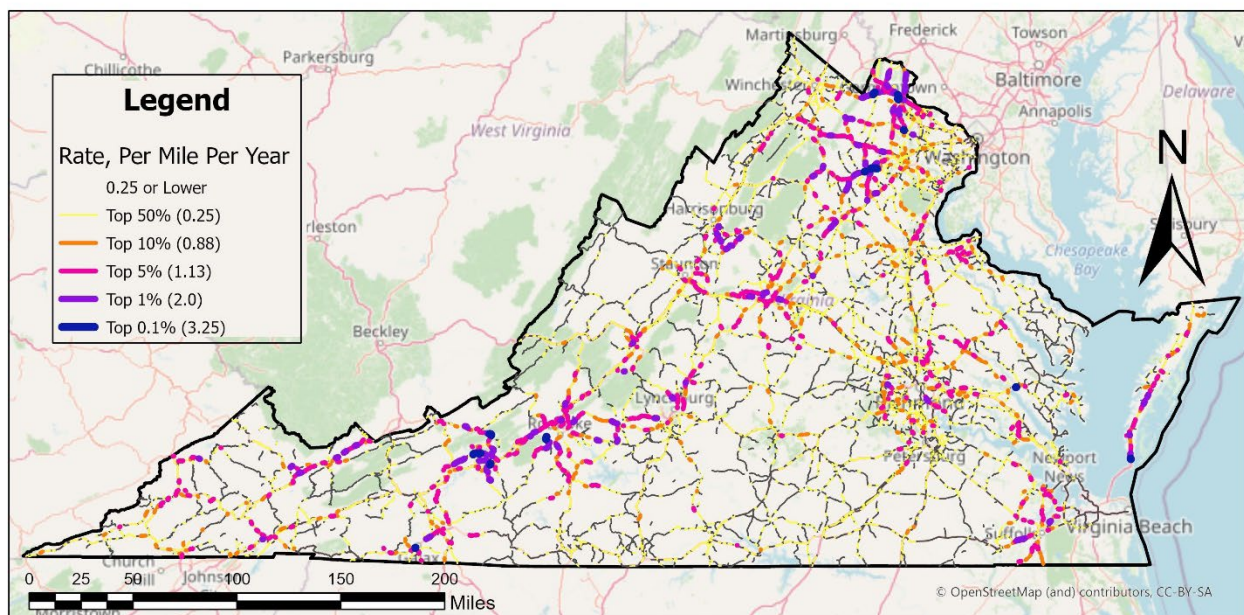 Martinsburg
Frederick
Towson
Parkersburg
Chillicothe
Baltimore
Winchester
Delaware
Annapolis
Legend
West Virginia
N
Rate, Per Mile Per Year
Washington
0.25 or Lower
Harrisonburg
Top 50% (0.25)
Salisbury
Top 10% (0.88)
Chesapeake
Bay
Staunton
Top 5% (1.13)
Top 1% (2.0)
Top 0.1% (3.25)
Beckley
Lynchburg
Petersburg
Newport
News
Suffolk
Virginia Beach
Church
Hill
0 25 50 100 150 200
Miles
Morristown
© OpenStreetMap (and) contributors, CC-BY-SA